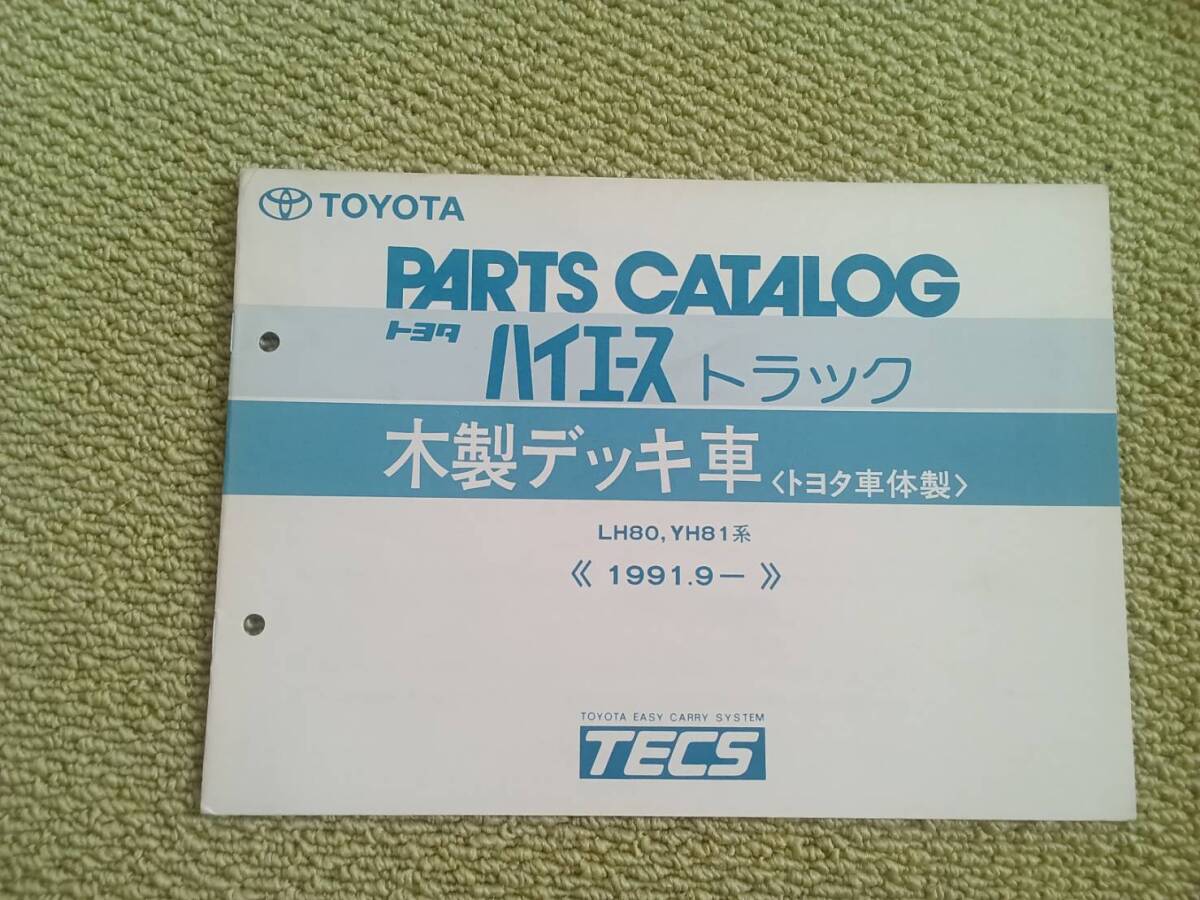 TOYOTA
PARTS CATALOG
トヨタ ハイエース トラック
木製デッキ車〈トヨタ車体製〉
LH80,YH81系
《 1991.9— 》
TOYOTA EASY CARRY SYSTEM
TECS